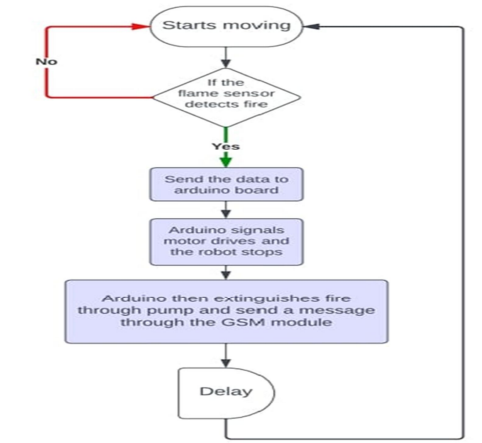 Starts moving
No
If the
flame sensor
detects fire
Yes
Send the data to
arduino board
Arduino signals
motor drives and
the robot stops
Arduino then extinguishes fire
through pump and send a message
through the GSM module
Delay